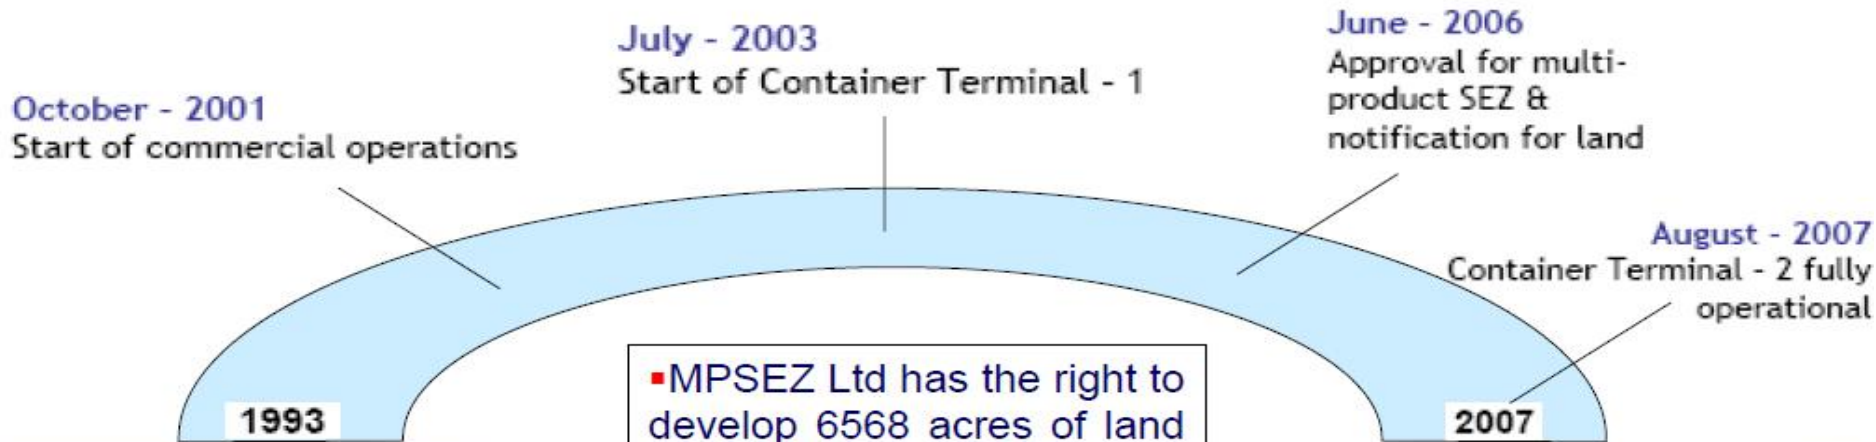 October - 2001
Start of commercial operations
July - 2003
Start of Container Terminal - 1
June - 2006
Approval for multi-
product SEZ &
notification for land
August - 2007
Container Terminal - 2 fully
operational
▪MPSEZ Ltd has the right to
develop 6568 acres of land
1993
2007